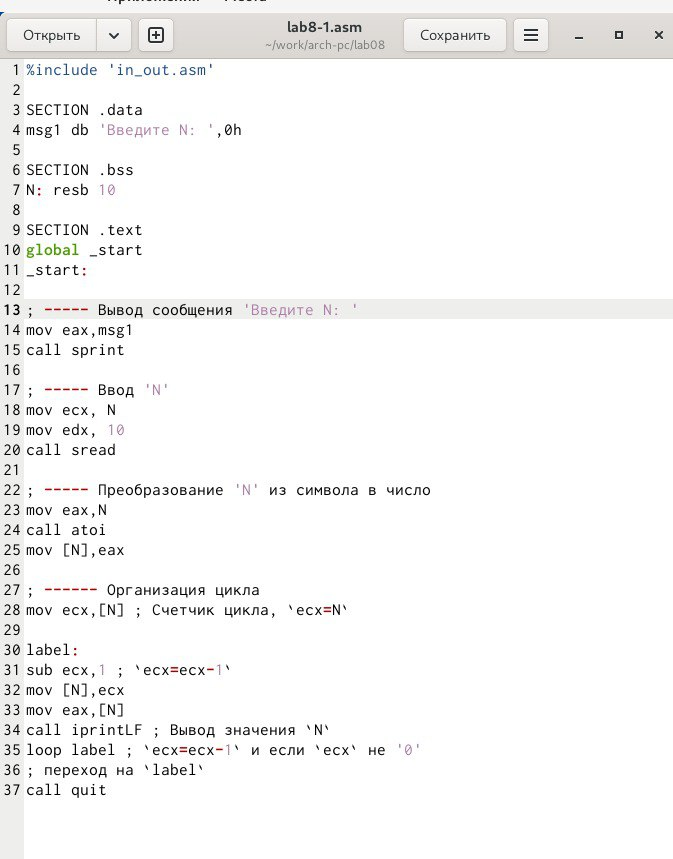 Открыть
lab8-1.asm
~/work/arch-pc/lab08
Сохранить
1 %include 'in_out.asm'
2
3 SECTION .data
4 msg1 db 'Введите N: ',0h
5
6 SECTION .bss
7 N: resb 10
8
9 SECTION .text
10 global _start
11 _start:
12
13 ; ----- Вывод сообщения 'Введите N: '
14 mov eax,msg1
15 call sprint
16
17 ; ----- Ввод 'N'
18 mov ecx, N
19 mov edx, 10
20 call sread
21
22 ; ----- Преобразование 'N' из символа в число
23 mov eax,N
24 call atoi
25 mov [N],eax
26
27 ; ------ Организация цикла
28 mov ecx,[N] ; Счетчик цикла, `ecx=N`
29
30 label:
31 sub ecx,1 ; `ecx=ecx-1`
32 mov [N],ecx
33 mov eax,[N]
34 call iprintLF ; Вывод значения `N`
35 loop label ; `ecx=ecx-1` и если `ecx` не '0'
36 ; переход на `label`
37 call quit